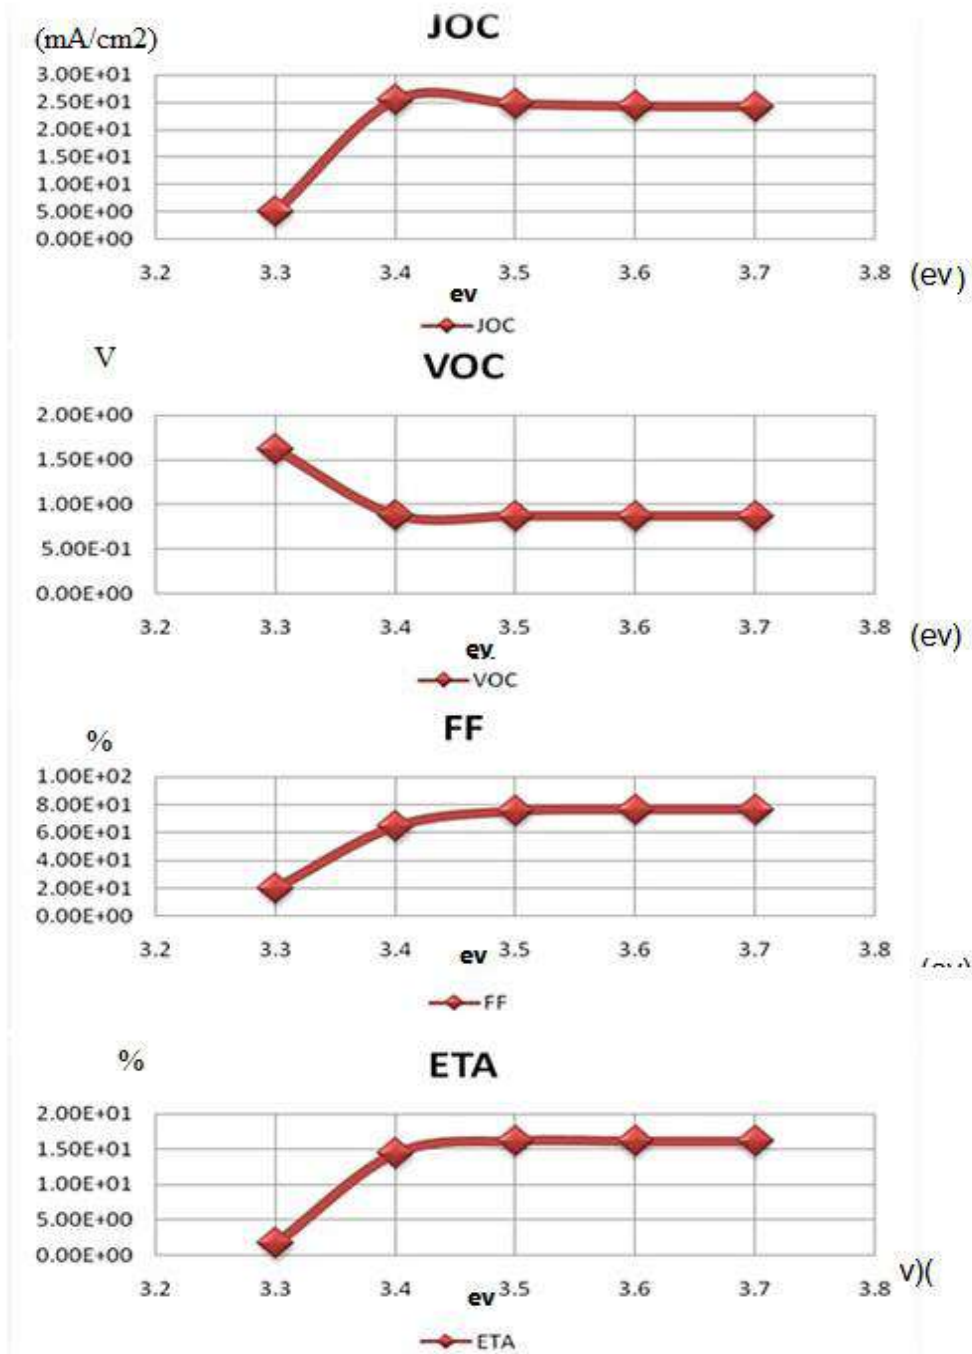 JOC
(mA/cm2)
3.00E+01
2.50E+01
2.00E+01
1.50E+01
1.00E+01
5.00E+00
0.00E+00
3.2 3.3 3.4 3.5 3.6 3.7 3.8 (ev)
ev
JOC
V
VOC
2.00E+00
1.50E+00
1.00E+00
5.00E-01
0.00E+00
3.2 3.3 3.4 3.5 3.6 3.7 3.8 (ev)
ev
VOC
FF
%
1.00E+02
8.00E+01
6.00E+01
4.00E+01
2.00E+01
0.00E+00
3.2 3.3 3.4 3.5 3.6 3.7 3.8
ev
FF
%
ETA
2.00E+01
1.50E+01
1.00E+01
5.00E+00
0.00E+00
3.2 3.3 3.4 3.5 3.6 3.7 3.8 v)(
ev
ETA